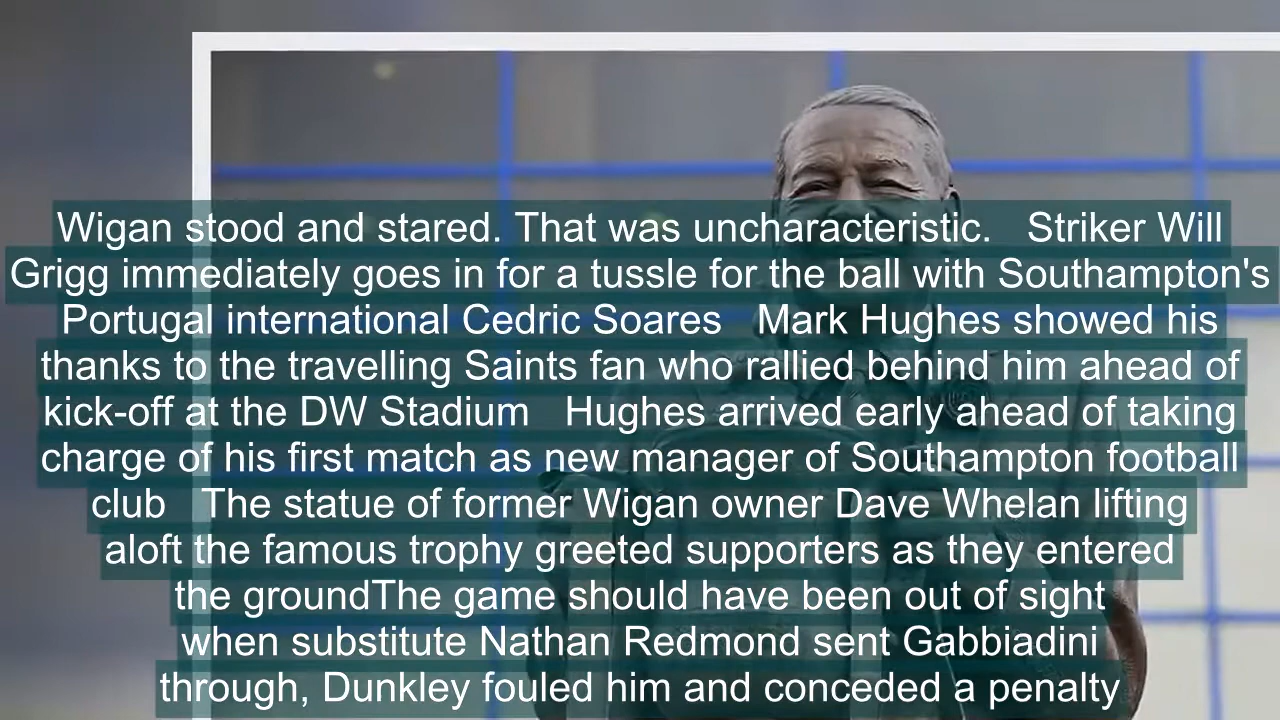 Wigan stood and stared. That was uncharacteristic.   Striker Will
Grigg immediately goes in for a tussle for the ball with Southampton's
Portugal international Cedric Soares   Mark Hughes showed his
thanks to the travelling Saints fan who rallied behind him ahead of
kick-off at the DW Stadium   Hughes arrived early ahead of taking
charge of his first match as new manager of Southampton football
club   The statue of former Wigan owner Dave Whelan lifting
aloft the famous trophy greeted supporters as they entered
the groundThe game should have been out of sight
when substitute Nathan Redmond sent Gabbiadini
through, Dunkley fouled him and conceded a penalty